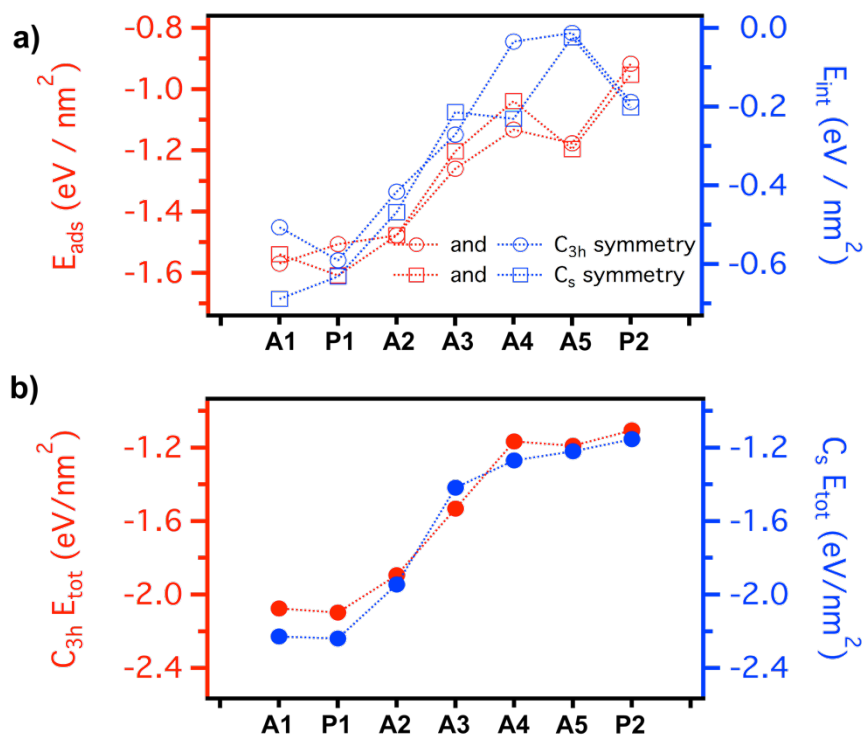 a)
E_ads (eV / nm^2)
-0.8
-1.0
-1.2
-1.4
-1.6
0.0
-0.2
-0.4
-0.6
E_int (eV / nm^2)
and C_3h symmetry
and C_s symmetry
A1 P1 A2 A3 A4 A5 P2
b)
C_3h E_tot (eV/nm^2)
-1.2
-1.6
-2.0
-2.4
-1.2
-1.6
-2.0
-2.4
C_s E_tot (eV/nm^2)
A1 P1 A2 A3 A4 A5 P2